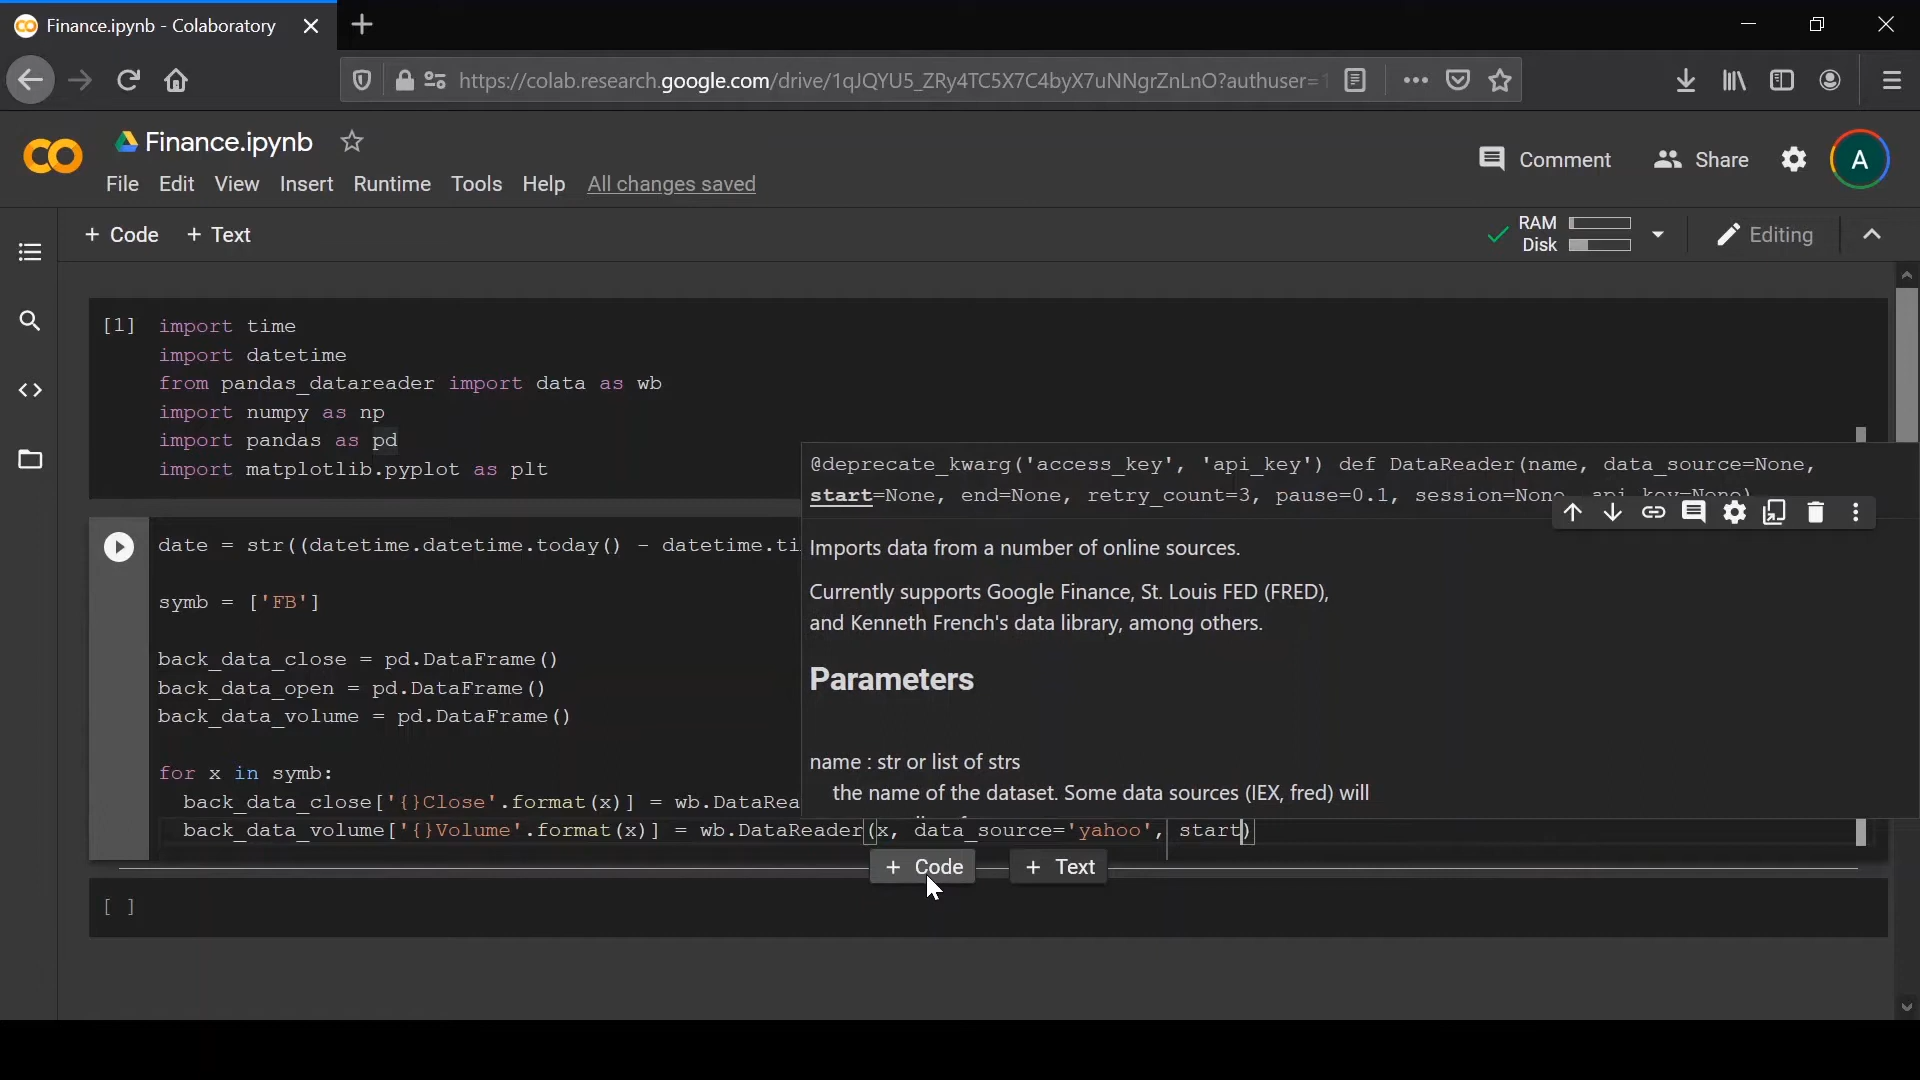 Finance.ipynb - Colaboratory
https://colab.research.google.com/drive/1qJQYU5_ZRy4TC5X7C4byX7uNNgrZnLnO?authuser=1
Finance.ipynb
Comment
Share
A
File Edit View Insert Runtime Tools Help All changes saved
+ Code + Text
RAM
Disk
Editing
[1] import time
import datetime
from pandas_datareader import data as wb
import numpy as np
import pandas as pd
import matplotlib.pyplot as plt
@deprecate_kwarg('access_key', 'api_key') def DataReader(name, data_source=None,
start=None, end=None, retry_count=3, pause=0.1, session=None, api_key=None)
date = str((datetime.datetime.today() - datetime.ti
Imports data from a number of online sources.
Currently supports Google Finance, St. Louis FED (FRED),
symb = ['FB']
and Kenneth French's data library, among others.
back_data_close = pd.DataFrame()
Parameters
back_data_open = pd.DataFrame()
back_data_volume = pd.DataFrame()
name : str or list of strs
for x in symb:
the name of the dataset. Some data sources (IEX, fred) will
back_data_close['{}Close'.format(x)] = wb.DataRea
back_data_volume['{}Volume'.format(x)] = wb.DataReader(x, data_source='yahoo', start)
+ Code + Text
[ ]